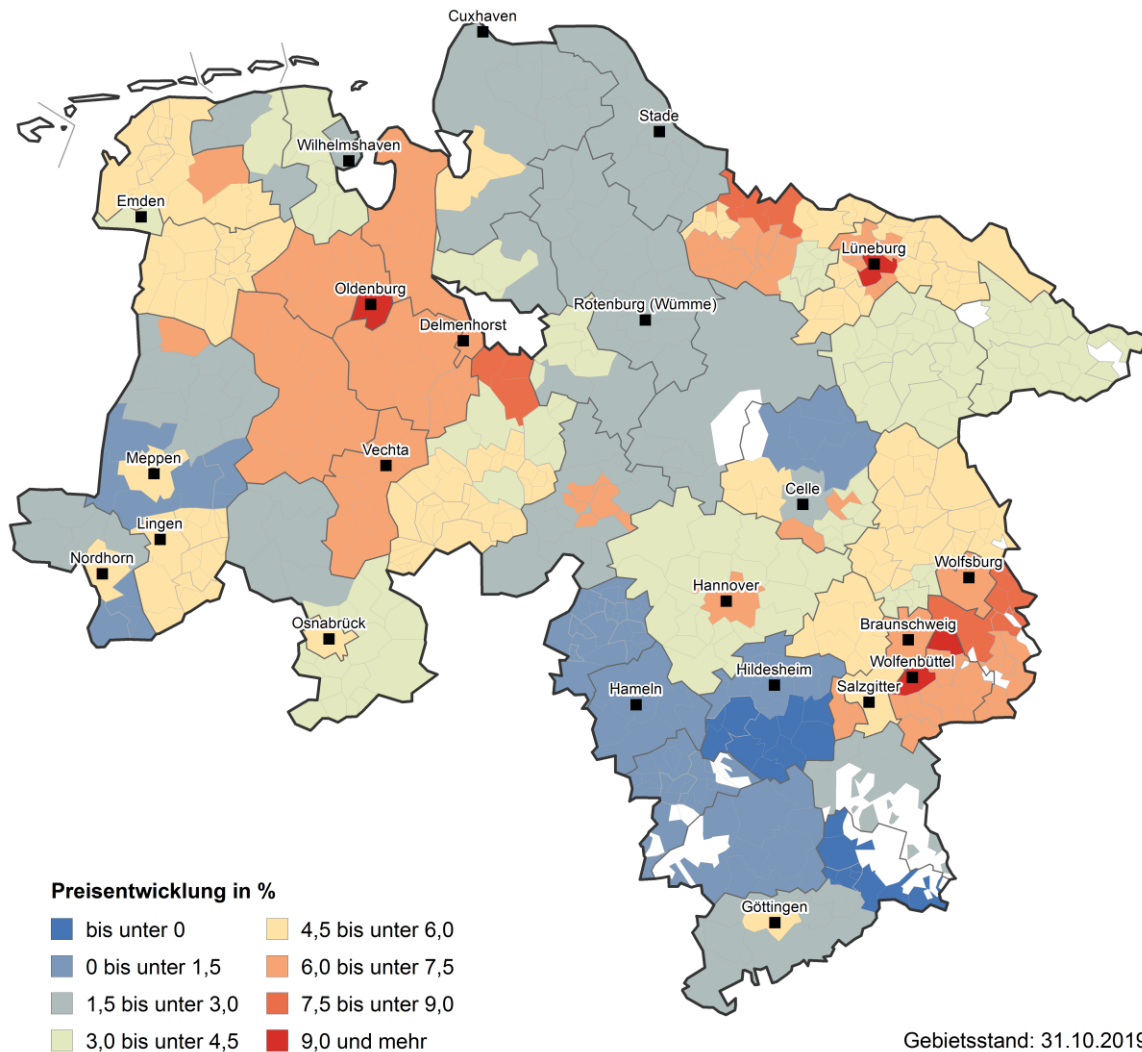 Cuxhaven
Stade
Wilhelmshaven
Emden
Lüneburg
Oldenburg
Rotenburg (Wümme)
Delmenhorst
Vechta
Meppen
Celle
Lingen
Nordhorn
Wolfsburg
Hannover
Osnabrück
Braunschweig
Hildesheim
Wolfenbüttel
Salzgitter
Hameln
Göttingen
Preisentwicklung in %
bis unter 0
4,5 bis unter 6,0
0 bis unter 1,5
6,0 bis unter 7,5
1,5 bis unter 3,0
7,5 bis unter 9,0
3,0 bis unter 4,5
9,0 und mehr
Gebietsstand: 31.10.2019